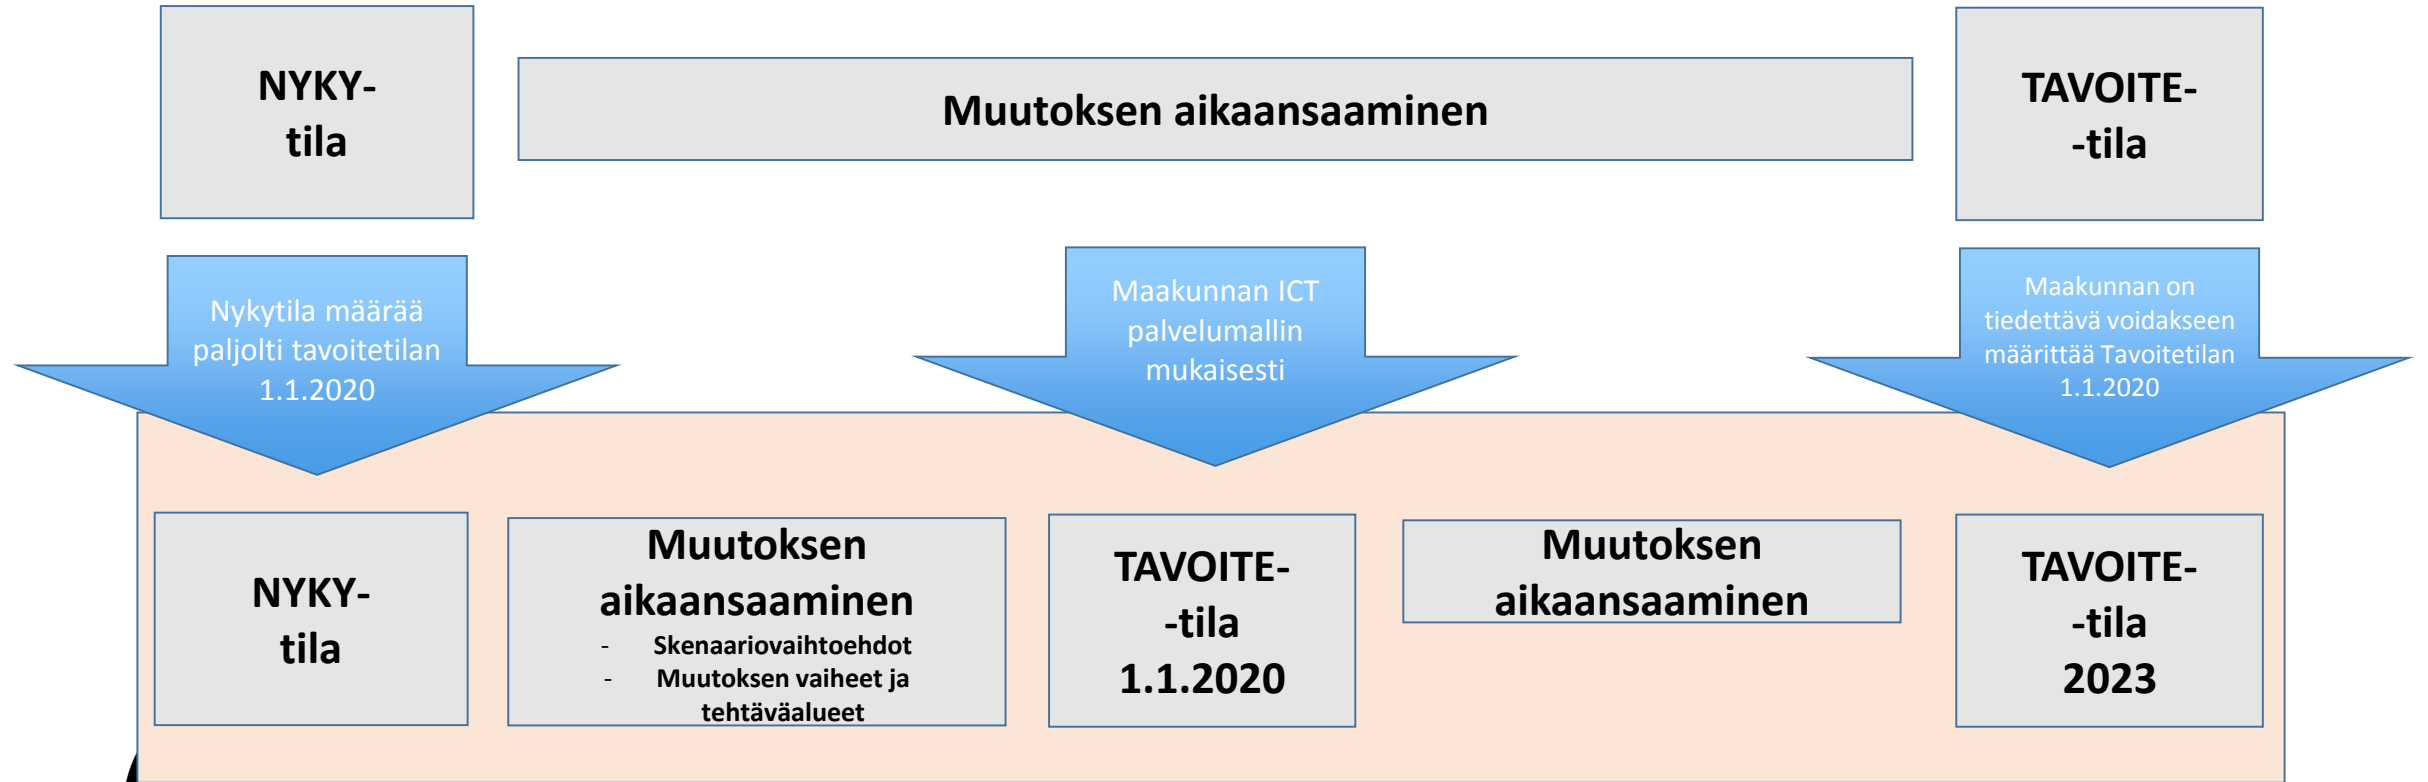 NYKY-
tila
Muutoksen aikaansaaminen
TAVOITE-
-tila
Nykytila määrää
paljolti tavoitetilan
1.1.2020
Maakunnan ICT
palvelumallin
mukaisesti
Maakunnan on
tiedettävä voidakseen
määrittää Tavoitetilan
1.1.2020
NYKY-
tila
Muutoksen
aikaansaaminen
- Skenaariovaihtoehdot
- Muutoksen vaiheet ja
tehtäväalueet
TAVOITE-
-tila
1.1.2020
Muutoksen
aikaansaaminen
TAVOITE-
-tila
2023